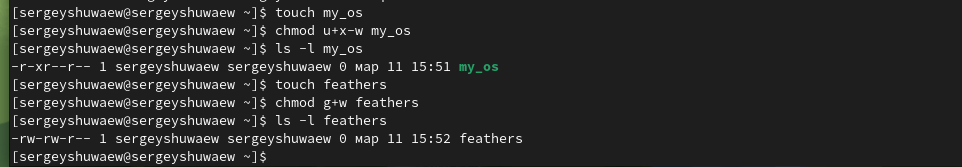 [sergeyshuwaew@sergeyshuwaew ~]$ touch my_os
[sergeyshuwaew@sergeyshuwaew ~]$ chmod u+x-w my_os
[sergeyshuwaew@sergeyshuwaew ~]$ ls -l my_os
-r-xr--r-- 1 sergeyshuwaew sergeyshuwaew 0 мар 11 15:51 my_os
[sergeyshuwaew@sergeyshuwaew ~]$ touch feathers
[sergeyshuwaew@sergeyshuwaew ~]$ chmod g+w feathers
[sergeyshuwaew@sergeyshuwaew ~]$ ls -l feathers
-rw-rw-r-- 1 sergeyshuwaew sergeyshuwaew 0 мар 11 15:52 feathers
[sergeyshuwaew@sergeyshuwaew ~]$